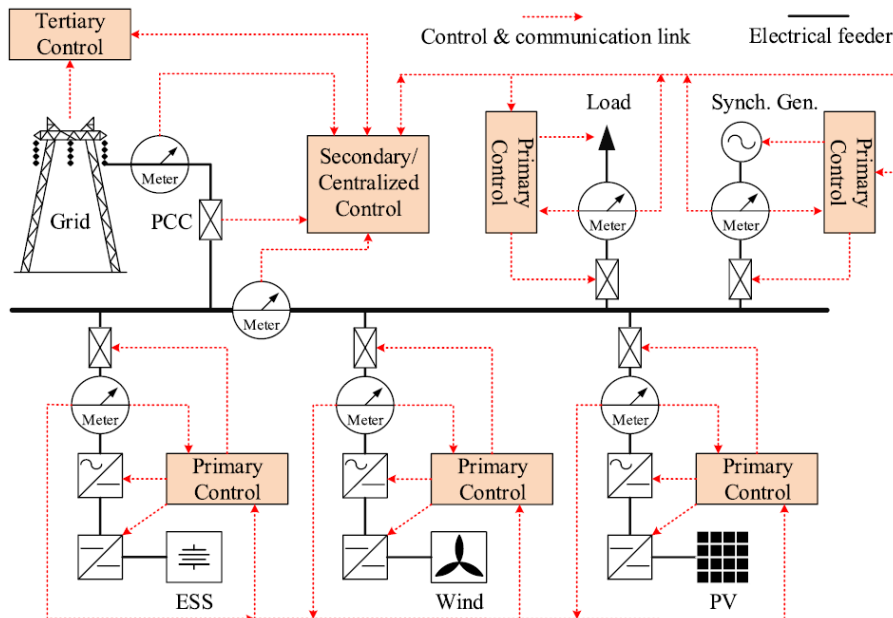 Tertiary
Control
Control & communication link
Electrical feeder
Load
Synch. Gen.
Secondary/
Centralized
Control
Primary
Control
Primary
Control
Meter
Meter
Meter
Grid
PCC
Meter
Meter
Meter
Meter
Primary
Control
Primary
Control
Primary
Control
ESS
Wind
PV